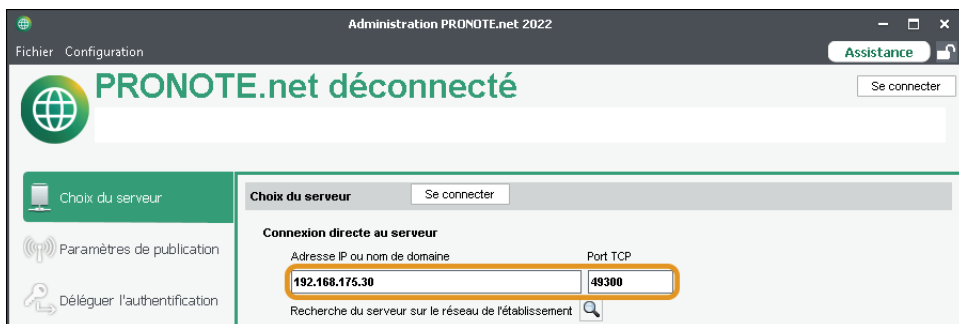 Administration PRONOTE.net 2022
Fichier Configuration
Assistance
PRONOTE.net déconnecté
Se connecter
Choix du serveur
Paramètres de publication
Déléguer l'authentification
Choix du serveur Se connecter
Connexion directe au serveur
Adresse IP ou nom de domaine Port TCP
192.168.175.30 49300
Recherche du serveur sur le réseau de l'établissement